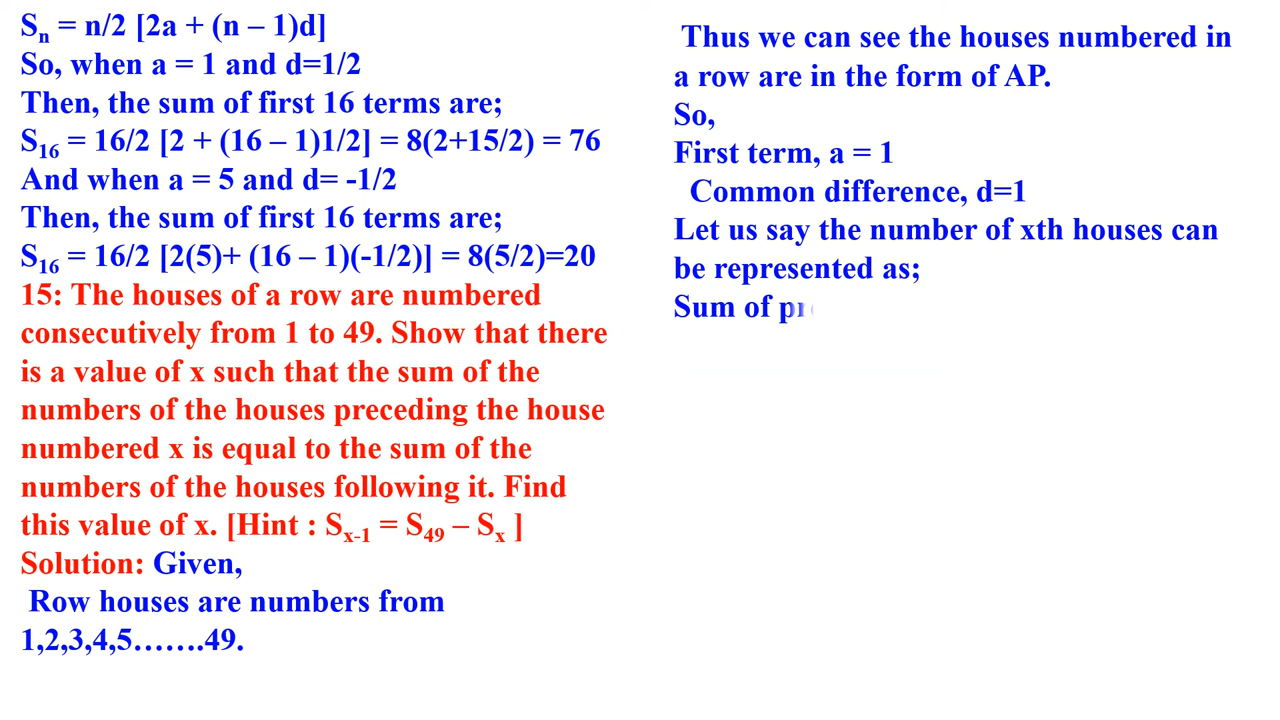 Sn = n/2 [2a + (n – 1)d]
So, when a = 1 and d=1/2
Then, the sum of first 16 terms are;
S16 = 16/2 [2 + (16 – 1)1/2] = 8(2+15/2) = 76
And when a = 5 and d= -1/2
Then, the sum of first 16 terms are;
S16 = 16/2 [2(5)+ (16 – 1)(-1/2)] = 8(5/2)=20
15: The houses of a row are numbered
consecutively from 1 to 49. Show that there
is a value of x such that the sum of the
numbers of the houses preceding the house
numbered x is equal to the sum of the
numbers of the houses following it. Find
this value of x. [Hint : Sx-1 = S49 – Sx ]
Solution: Given,
Row houses are numbers from
1,2,3,4,5…….49.
Thus we can see the houses numbered in
a row are in the form of AP.
So,
First term, a = 1
Common difference, d=1
Let us say the number of xth houses can
be represented as;
Sum of